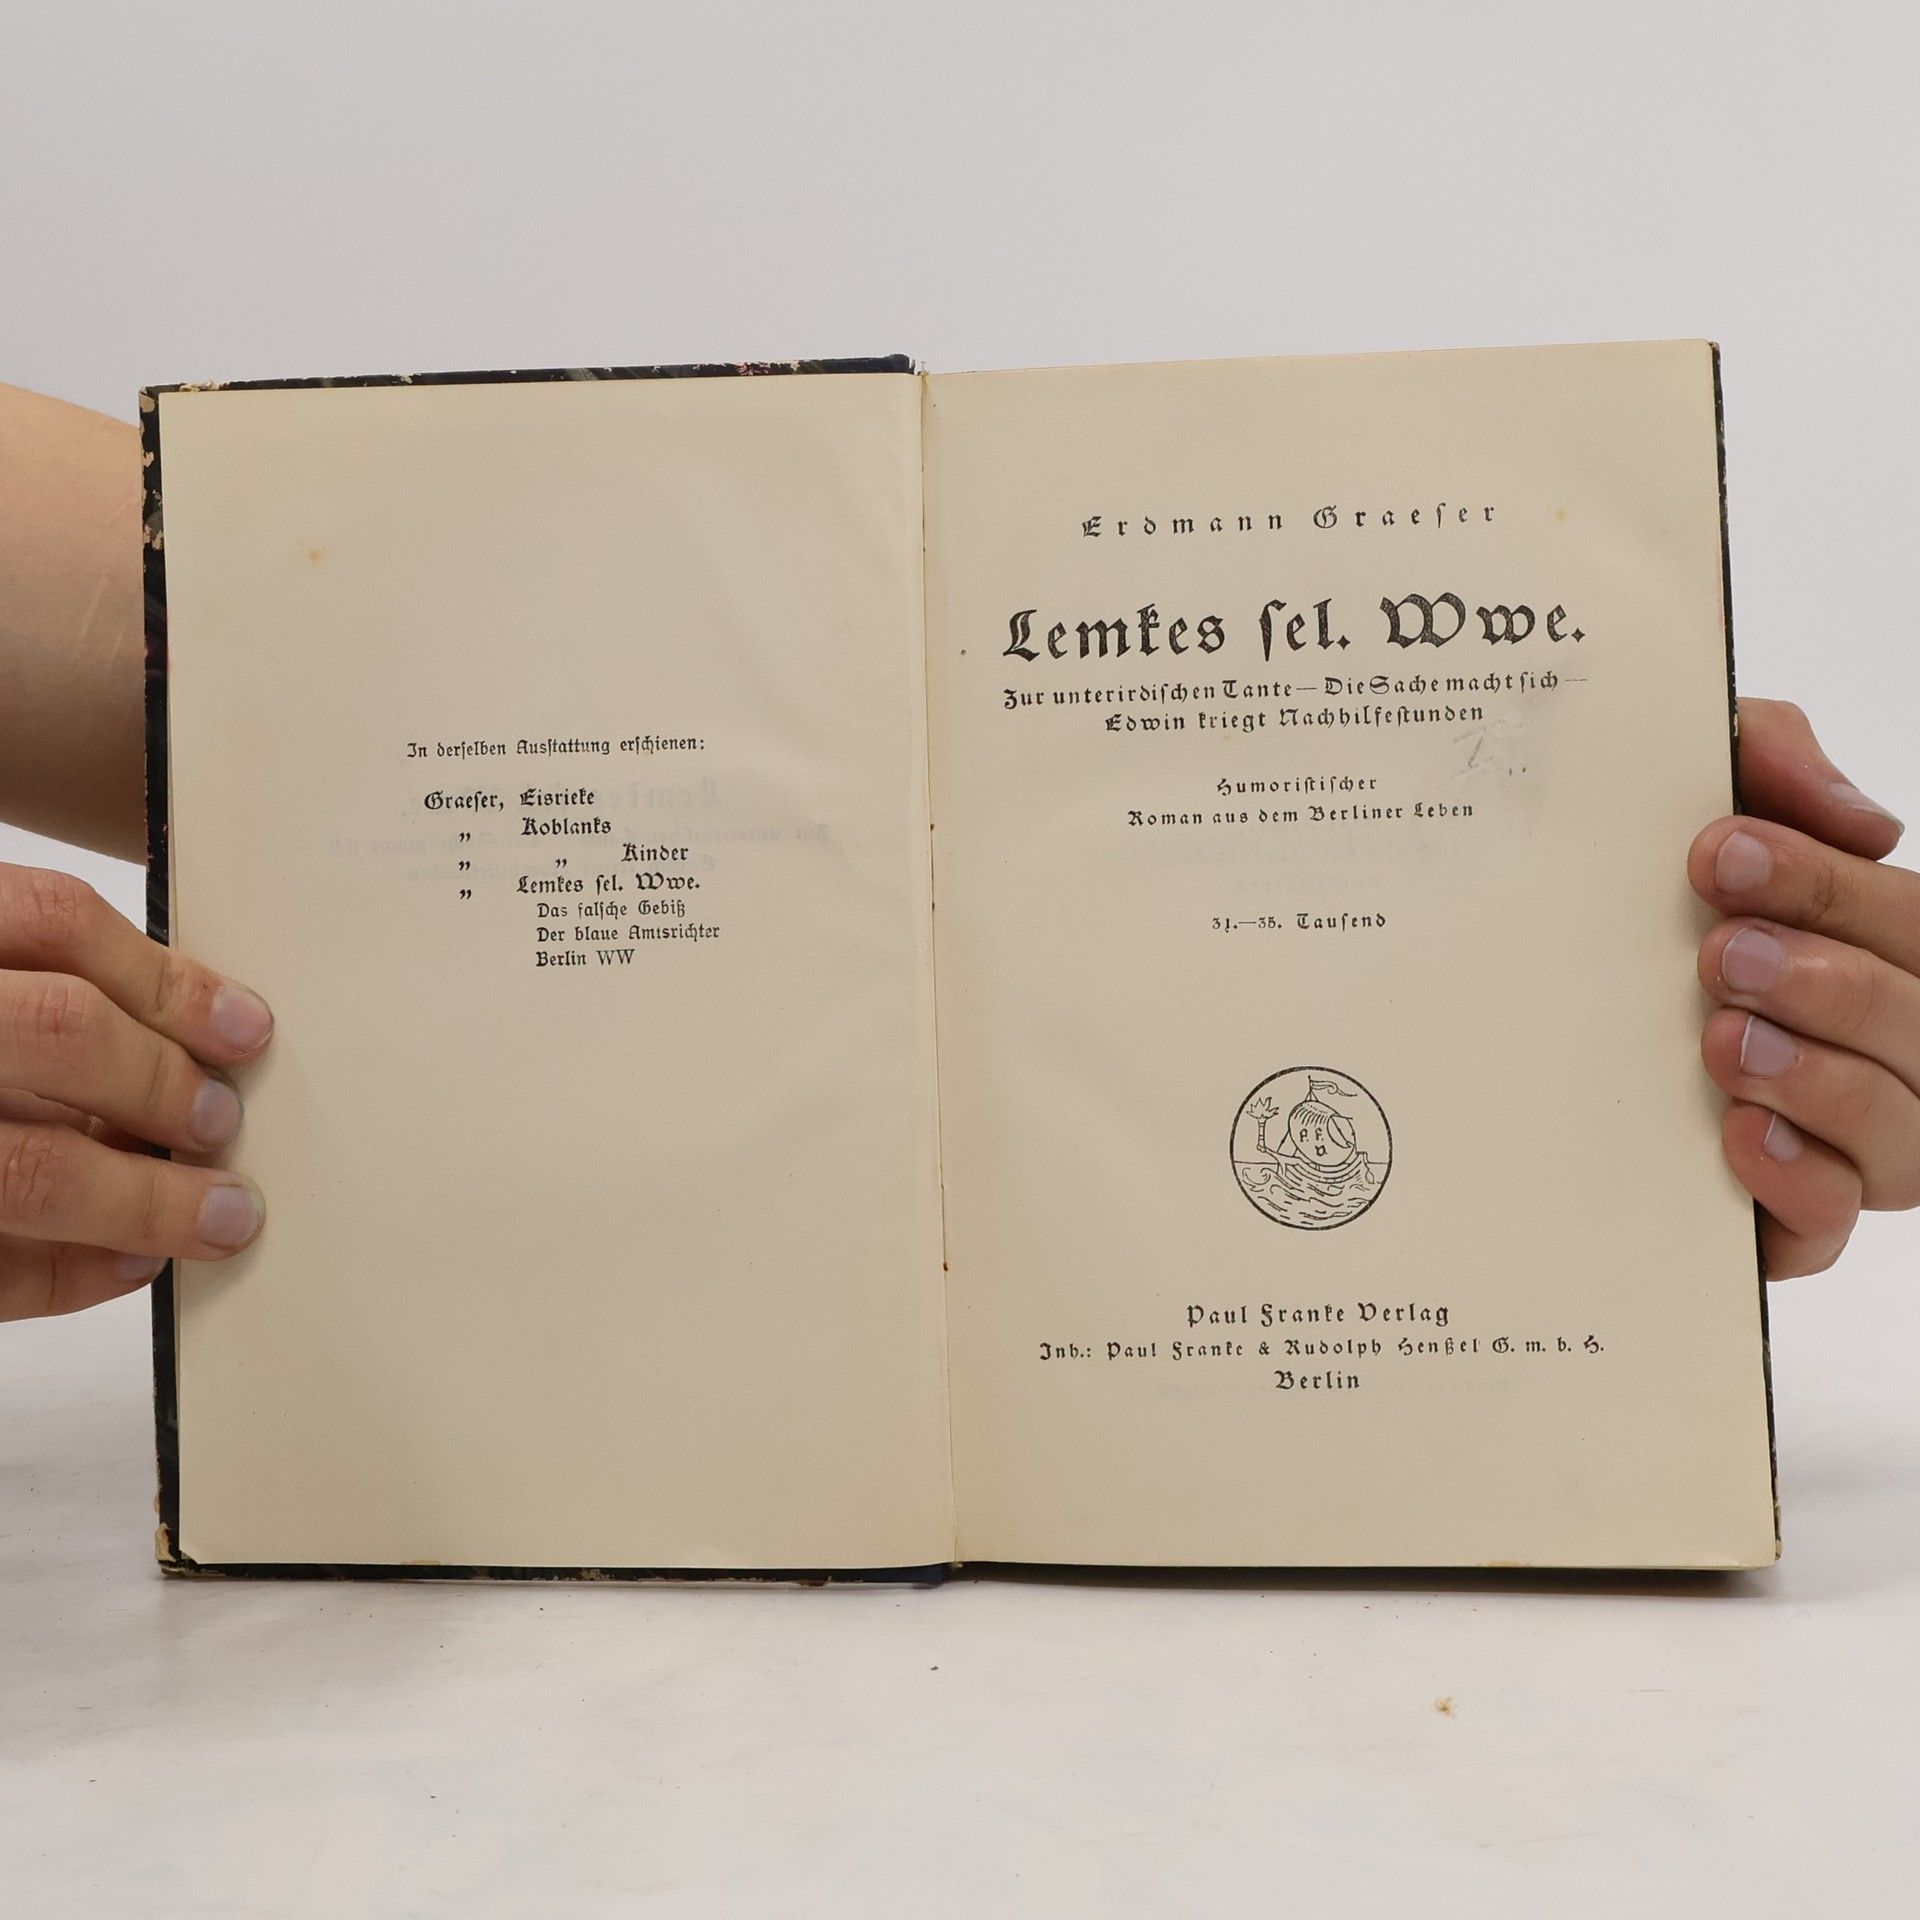 In derselben Ausstattung erschienen:
Graeser, Eisrieke
„ Koblanks
„ „ Kinder
„ Lemkes sel. Wwe.
Das falsche Gebiß
Der blaue Amtsrichter
Berlin WW
Erdmann Graeser
Lemkes sel. Wwe.
Zur unterirdischen Tante — Die Sache macht sich —
Edwin kriegt Nachhilfestunden
Humoristischer
Roman aus dem Berliner Leben
31.—35. Tausend
P. F.
V
Paul Franke Verlag
Inh.: Paul Franke & Rudolph Henßel G. m. b. H.
Berlin